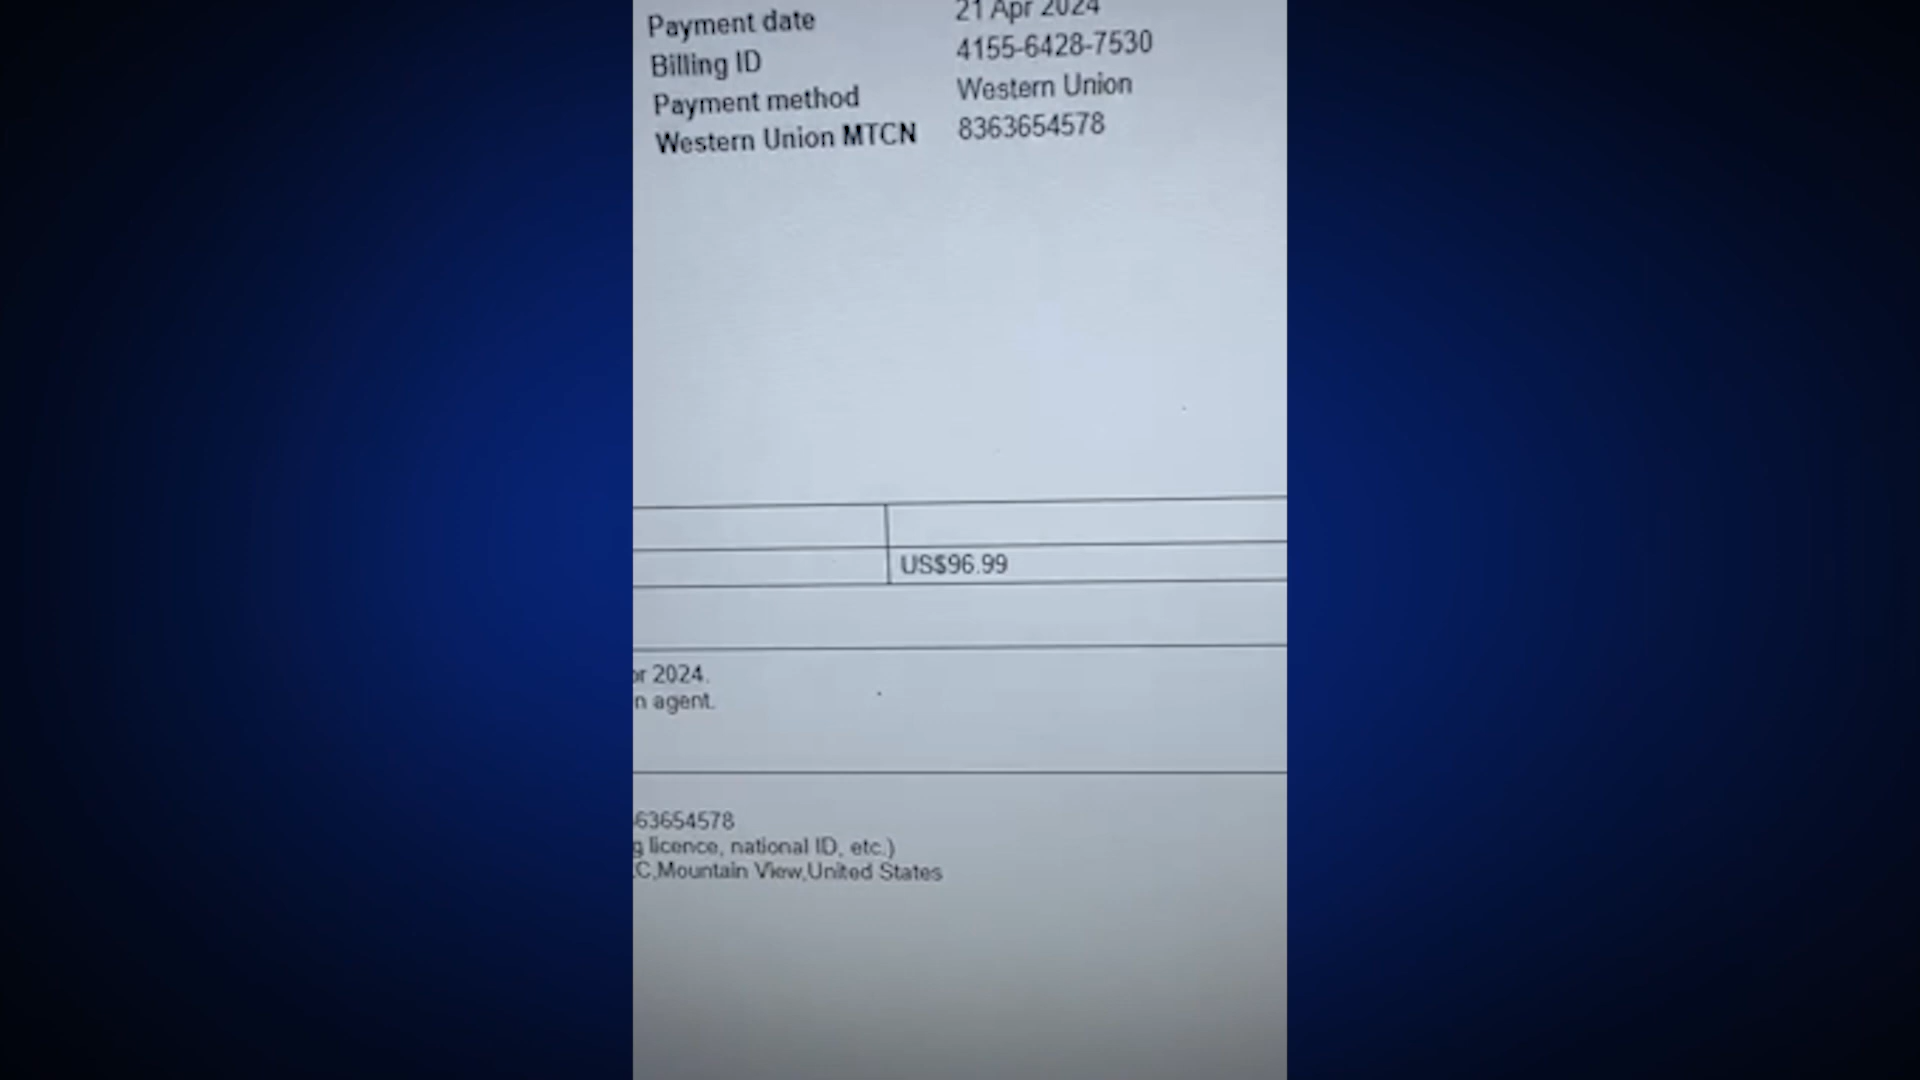 Payment date 21 Apr 2024
Billing ID 4155-6428-7530
Payment method Western Union
Western Union MTCN 8363654578
US$96.99
2024.
agent.
63654578
licence, national ID, etc.)
C,Mountain View,United States